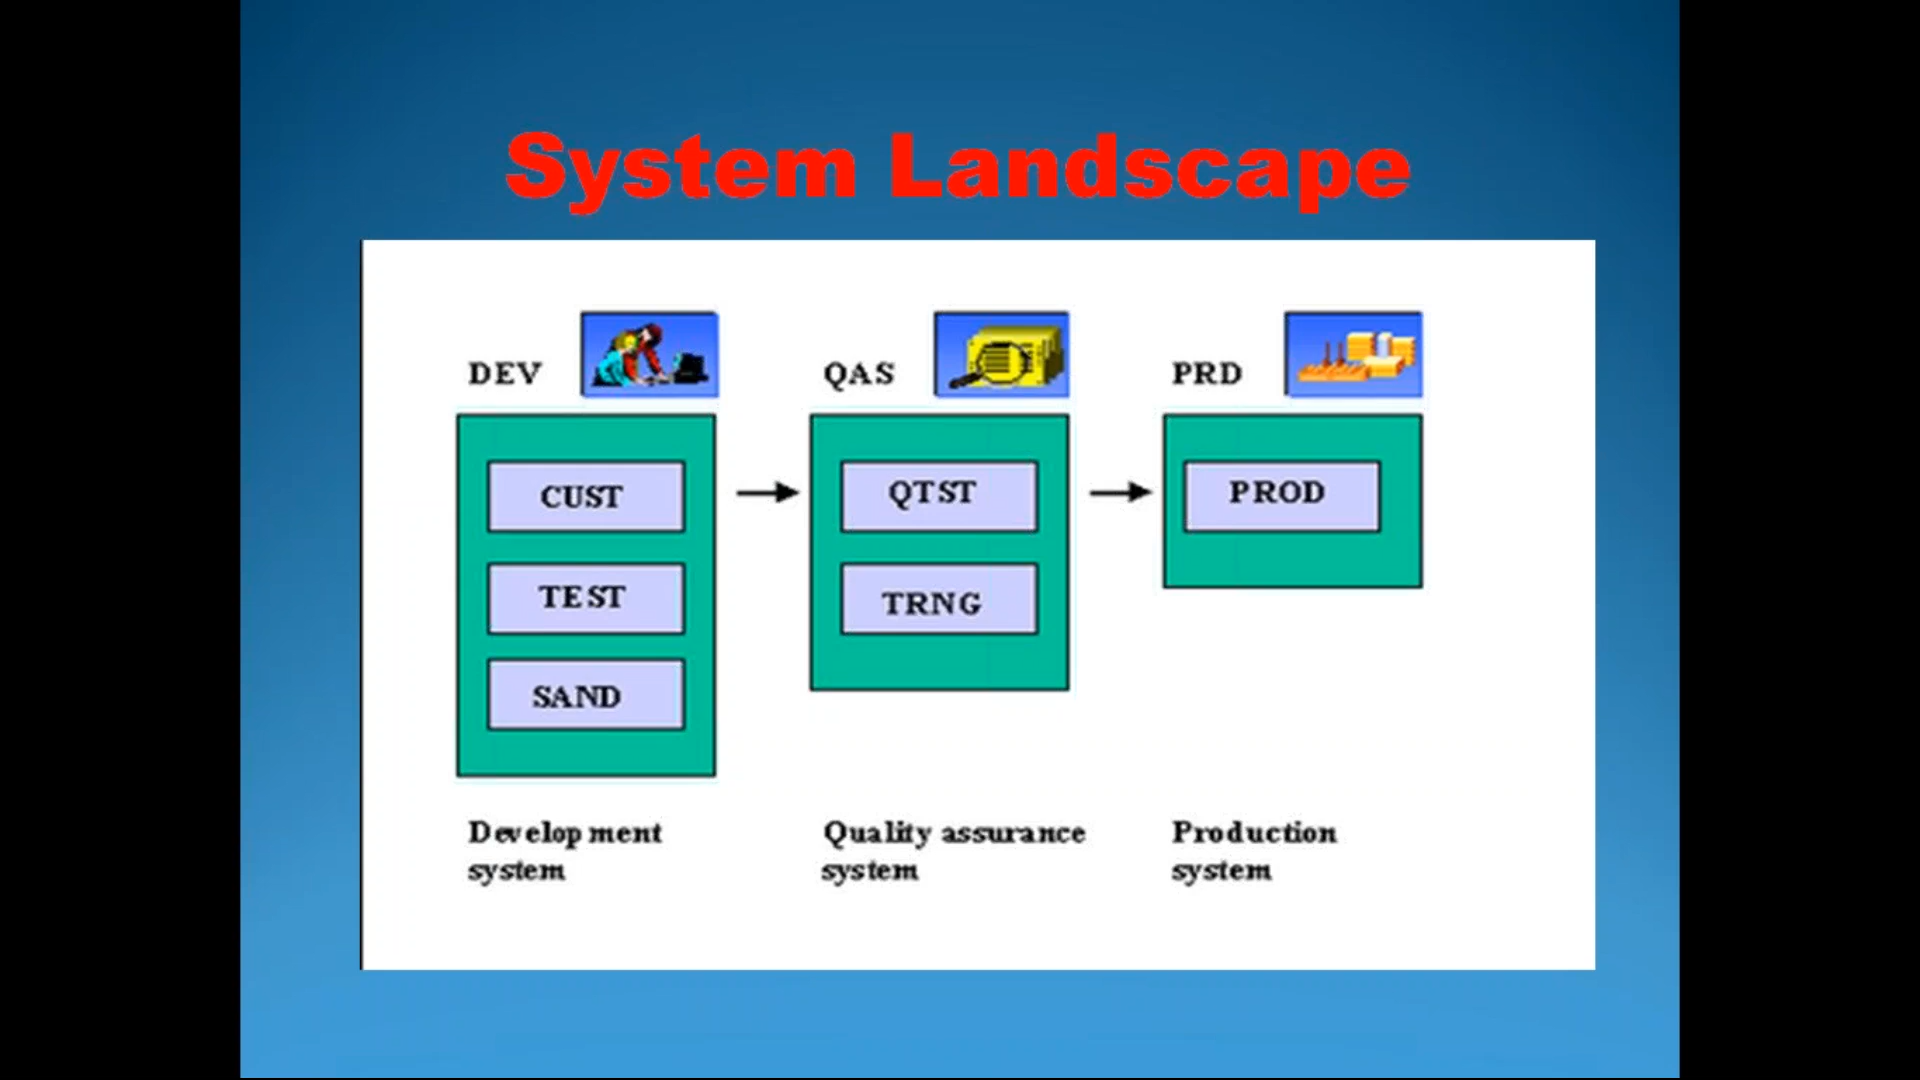 System Landscape
DEV
QAS
PRD
CUST
QTST
PROD
TEST
TRNG
SAND
Development
system
Quality assurance
system
Production
system